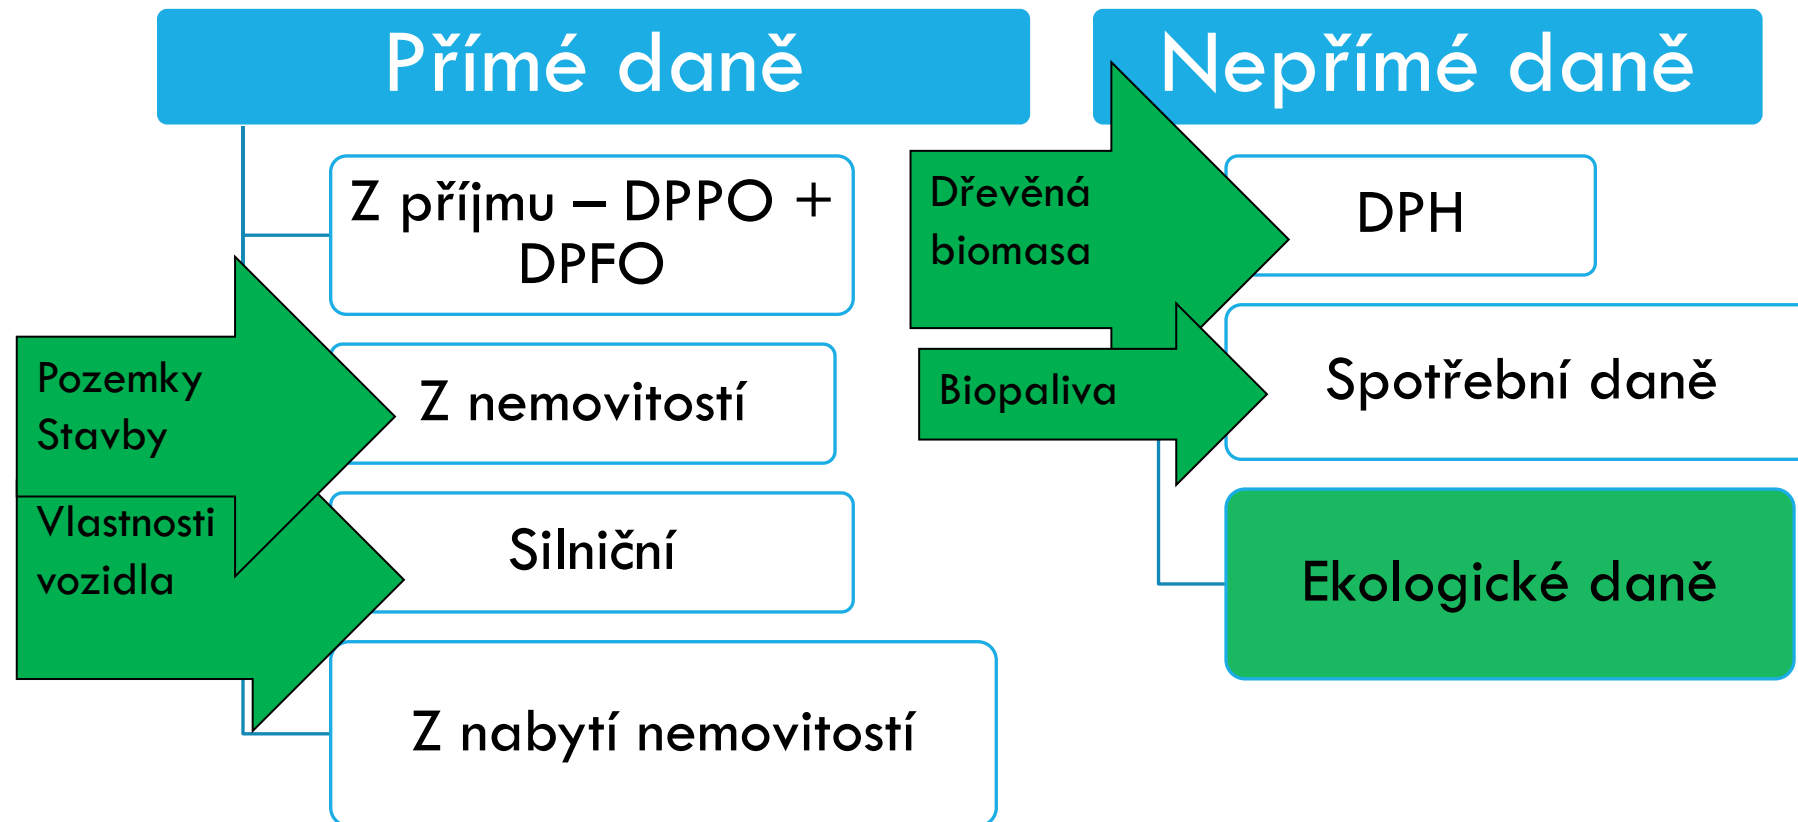 Přímé daně
Z příjmu – DPPO +
DPFO
Pozemky
Stavby
Z nemovitostí
Vlastnosti
vozidla
Silniční
Z nabytí nemovitostí
Nepřímé daně
Dřevěná
biomasa
DPH
Biopaliva
Spotřební daně
Ekologické daně